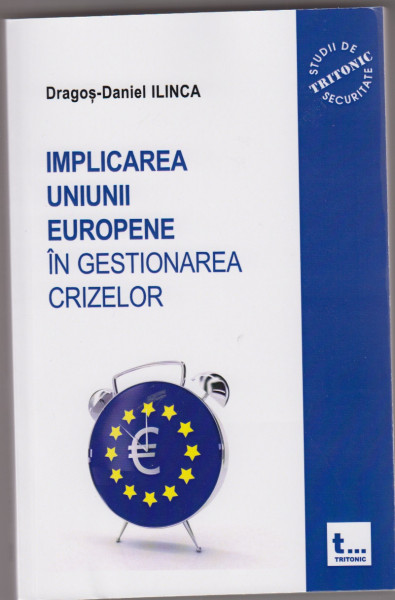 Dragoș-Daniel ILINCA
STUDII DE
TRITONIC
SECURITATE
IMPLICAREA
UNIUNII
EUROPENE
ÎN GESTIONAREA
CRIZELOR
€
t...
TRITONIC